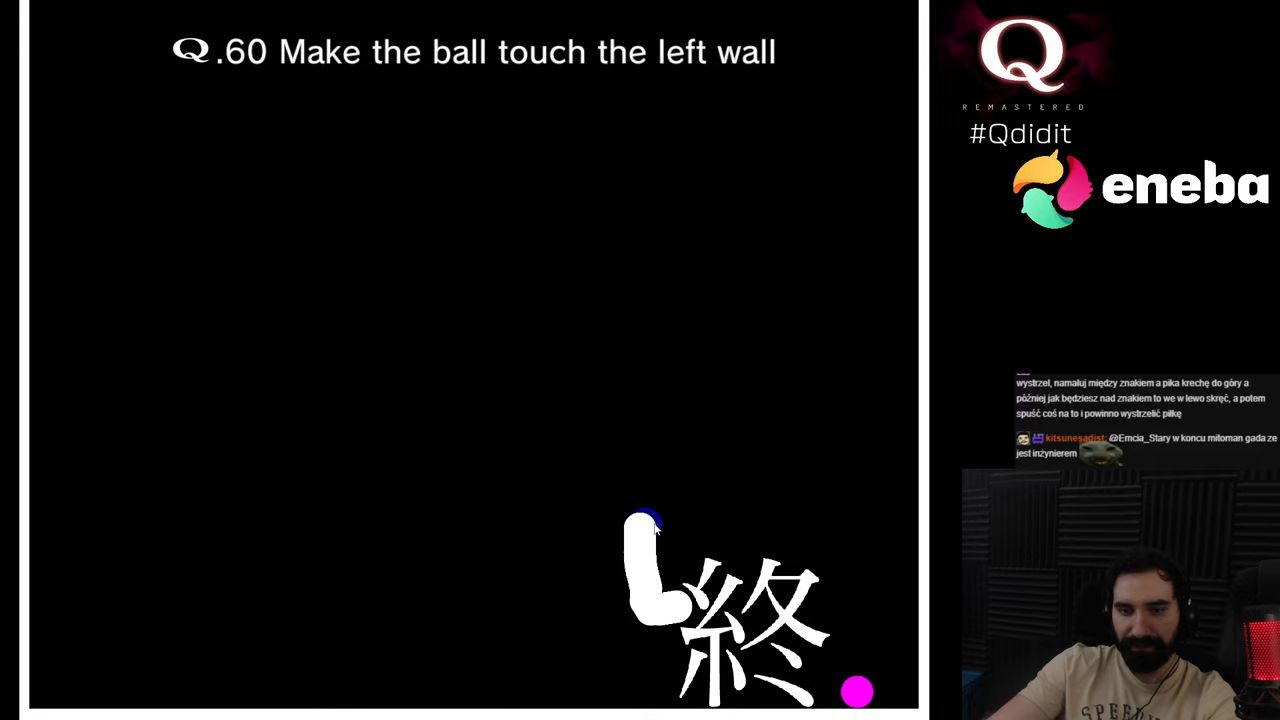 Q.60 Make the ball touch the left wall
Q
REMASTERED
#Qdidit
eneba
wystrzel, namaluj między znakiem a pika krechę do góry a
później jak będziesz nad znakiem to we w lewo skręć, a potem
spuść coś na to i powinno wystrzelić piłkę
kitsunesadist: @Emcia_Stary w koncu mitoman gada ze
jest inżynierem
終
SPEED